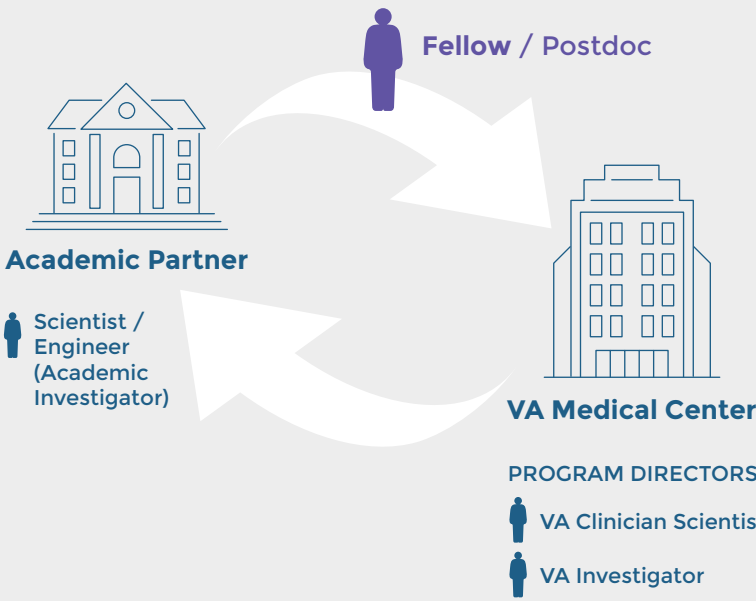 Fellow / Postdoc
Academic Partner
Scientist /
Engineer
(Academic
Investigator)
VA Medical Center
PROGRAM DIRECTORS
VA Clinician Scientis
VA Investigator